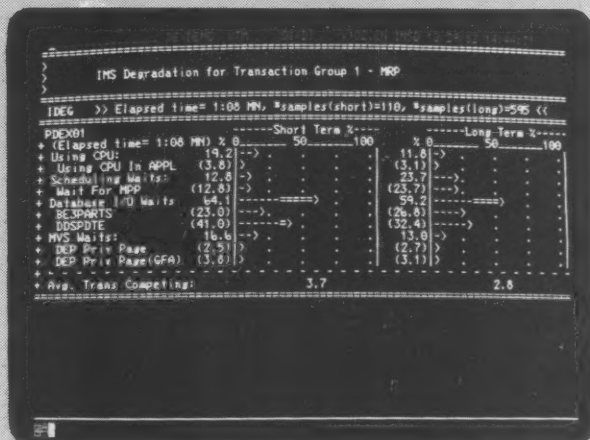 IMS Degradation for Transaction Group 1 - MRP
IDEG >> Elapsed time= 1:08 MN, *samples(short)=110, *samples(long)=595 <<
PDEX01 -----Short Term %----- -----Long Term %-----
+ (Elapsed time= 1:08 MN) % 0_____50_____100 % 0_____50_____100
+ Using CPU: 19.2 --> 11.8 ->
+ Using CPU In APPL (3.8) > (3.1) >
+ Scheduling Waits: 12.8 -> 23.7 --->
+ Wait For MPP (12.8) -> (23.7) --->
+ Database I/O Waits 64.1 -----====> 59.2 -----===>
+ BE3PARTS (23.0) --->. (26.8) --->
+ DDSPDTE (41.0) -----=> (32.4) ---->
+ MVS Waits: 16.6 --> 13.0 ->
+ DEP Priv Page (2.5) > (2.7) >
+ DEP Priv Page(GFA) (3.8) > (3.1) >
+ Avg. Trans Competing: 3.7 2.8